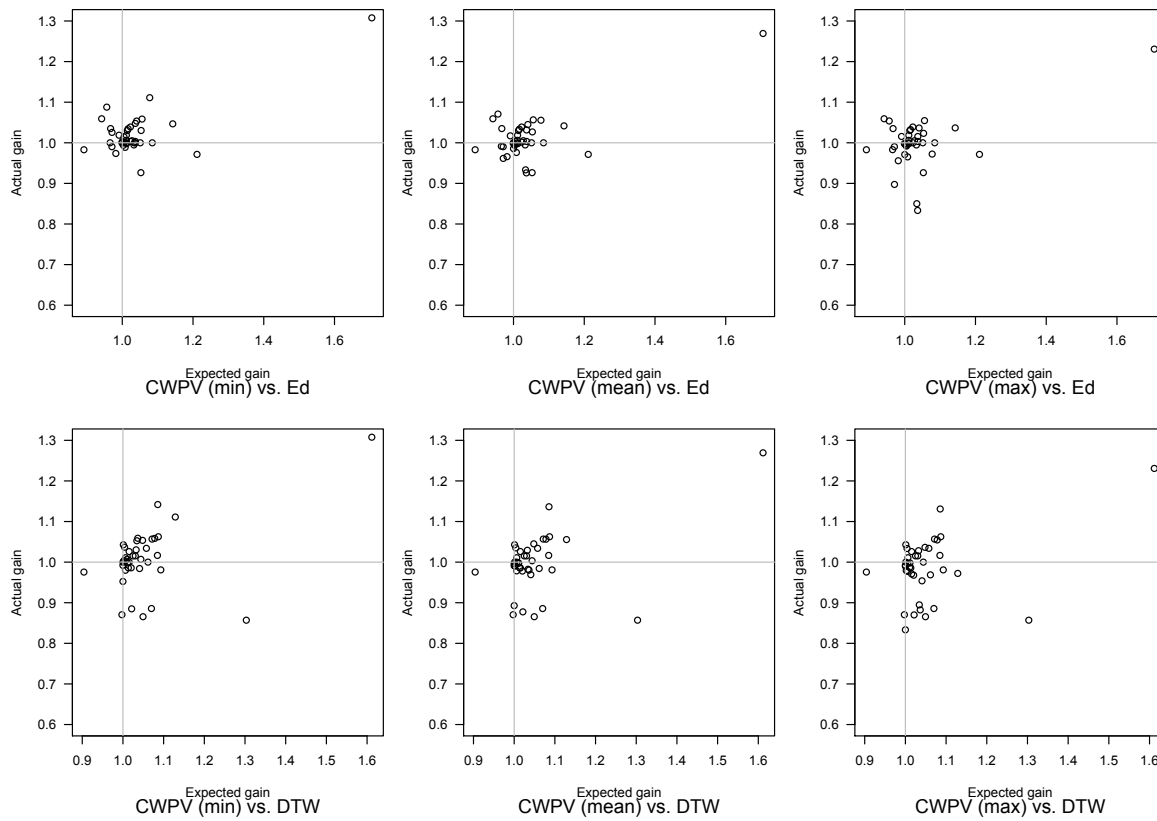 1.3
1.2
1.1
1.0
0.9
0.8
0.7
0.6
Actual gain
1.0 1.2 1.4 1.6
Expected gain
CWPV (min) vs. Ed
1.3
1.2
1.1
1.0
0.9
0.8
0.7
0.6
Actual gain
1.0 1.2 1.4 1.6
Expected gain
CWPV (mean) vs. Ed
1.3
1.2
1.1
1.0
0.9
0.8
0.7
0.6
Actual gain
1.0 1.2 1.4 1.6
Expected gain
CWPV (max) vs. Ed
1.3
1.2
1.1
1.0
0.9
0.8
0.7
0.6
Actual gain
0.9 1.0 1.1 1.2 1.3 1.4 1.5 1.6
Expected gain
CWPV (min) vs. DTW
1.3
1.2
1.1
1.0
0.9
0.8
0.7
0.6
Actual gain
0.9 1.0 1.1 1.2 1.3 1.4 1.5 1.6
Expected gain
CWPV (mean) vs. DTW
1.3
1.2
1.1
1.0
0.9
0.8
0.7
0.6
Actual gain
0.9 1.0 1.1 1.2 1.3 1.4 1.5 1.6
Expected gain
CWPV (max) vs. DTW